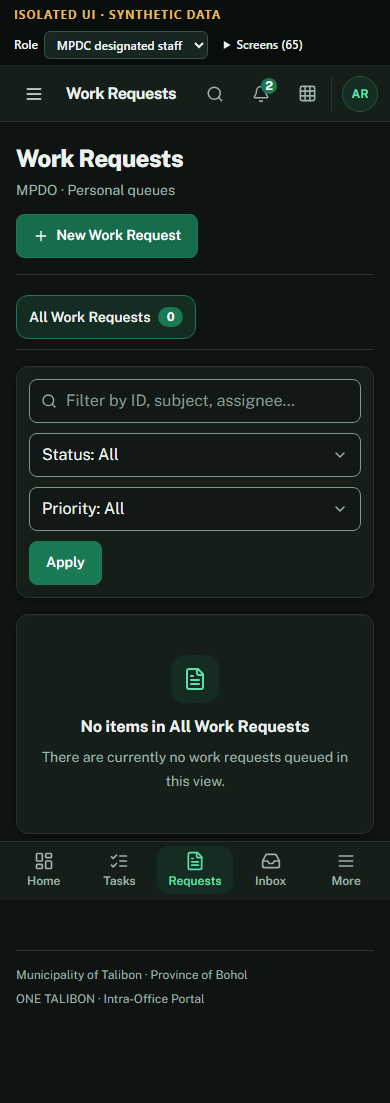 ISOLATED UI · SYNTHETIC DATA
Role MPDC designated staff ▶ Screens (65)
Work Requests 2 AR
Work Requests
MPDO · Personal queues
+ New Work Request
All Work Requests 0
Filter by ID, subject, assignee...
Status: All
Priority: All
Apply
No items in All Work Requests
There are currently no work requests queued in
this view.
Home Tasks Requests Inbox More
Municipality of Talibon · Province of Bohol
ONE TALIBON · Intra-Office Portal